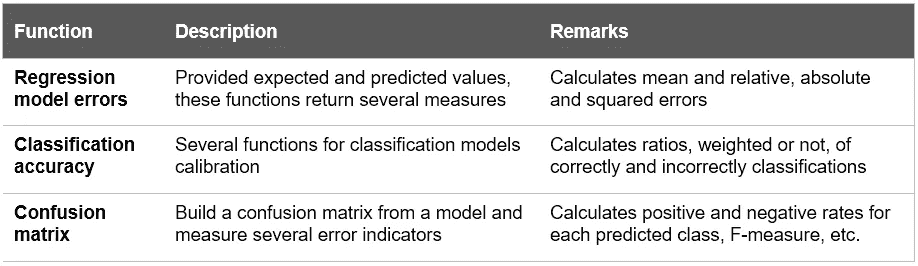 Function Description Remarks
Regression model errors Provided expected and predicted values, these functions return several measures Calculates mean and relative, absolute and squared errors
Classification accuracy Several functions for classification models calibration Calculates ratios, weighted or not, of correctly and incorrectly classifications
Confusion matrix Build a confusion matrix from a model and measure several error indicators Calculates positive and negative rates for each predicted class, F-measure, etc.